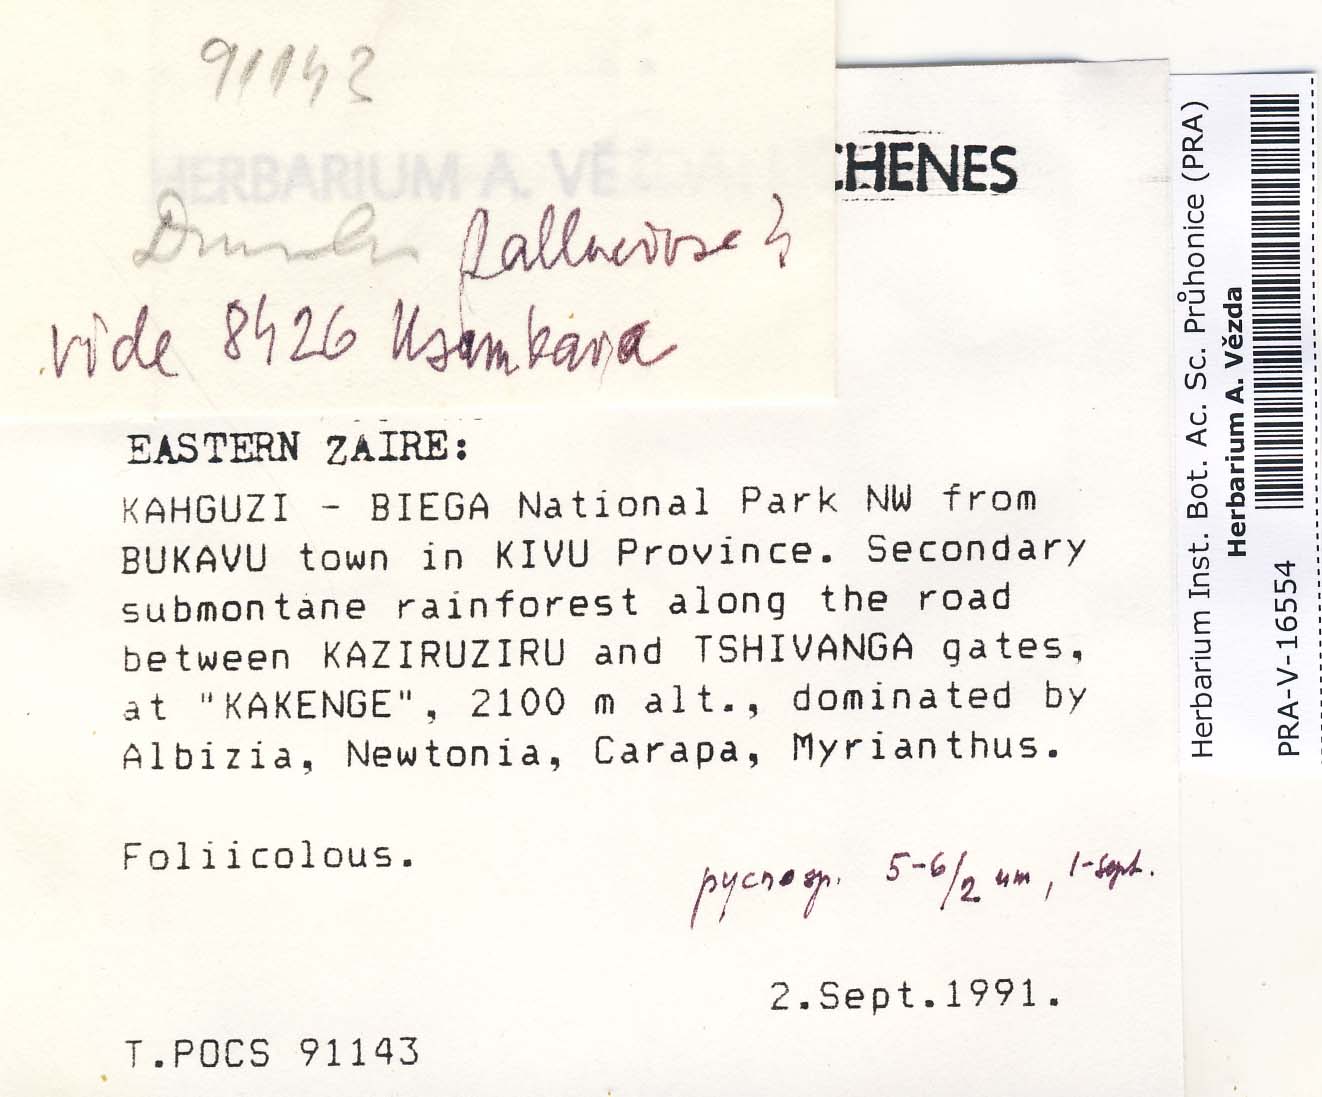 91143
HERBARIUM A. VĚZDA
CHENES
vide 8426 Usambara
EASTERN ZAIRE:
KAHGUZI - BIEGA National Park NW from
BUKAVU town in KIVU Province. Secondary
submontane rainforest along the road
between KAZIRUZIRU and TSHIVANGA gates,
at "KAKENGE", 2100 m alt., dominated by
Albizia, Newtonia, Carapa, Myrianthus.
Foliicolous.
pycnosp. 5-6/2 um, 1-sept.
2.Sept.1991.
T.POCS 91143
Herbarium Inst. Bot. Ac. Sc. Průhonice (PRA)
Herbarium A. Vězda
PRA-V-16554